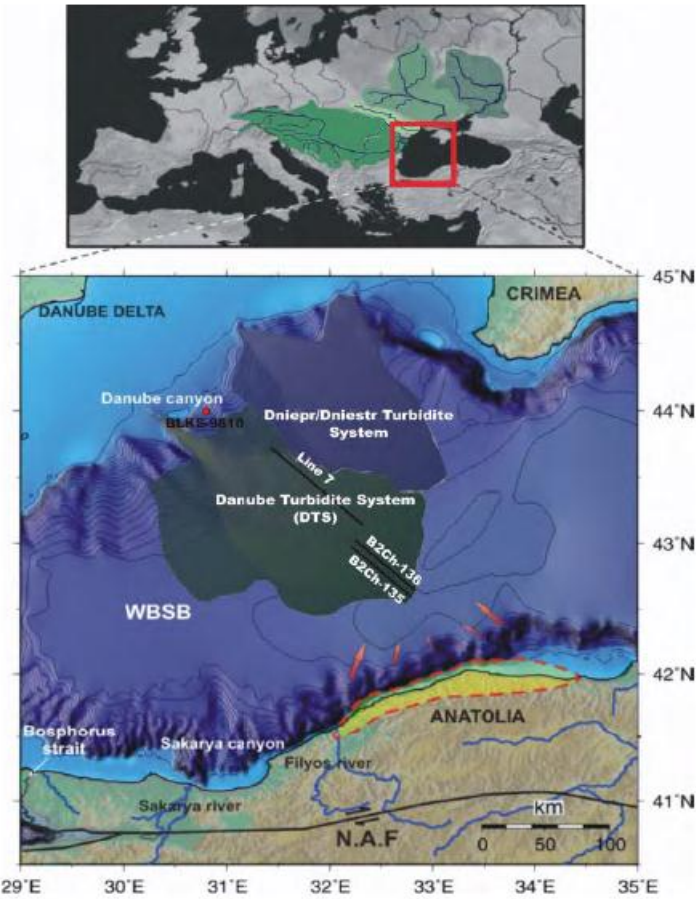 45°N
CRIMEA
DANUBE DELTA
Danube canyon
44°N
BLKS-9810
Dniepr/Dniestr Turbidite
System
Line 7
Danube Turbidite System
(DTS)
43°N
B2Ch-136
B2Ch-135
WBSB
42°N
ANATOLIA
Bosphorus
strait
Sakarya canyon
Filyos river
Sakarya river
41°N
km
N.A.F
0 50 100
29°E 30°E 31°E 32°E 33°E 34°E 35°E